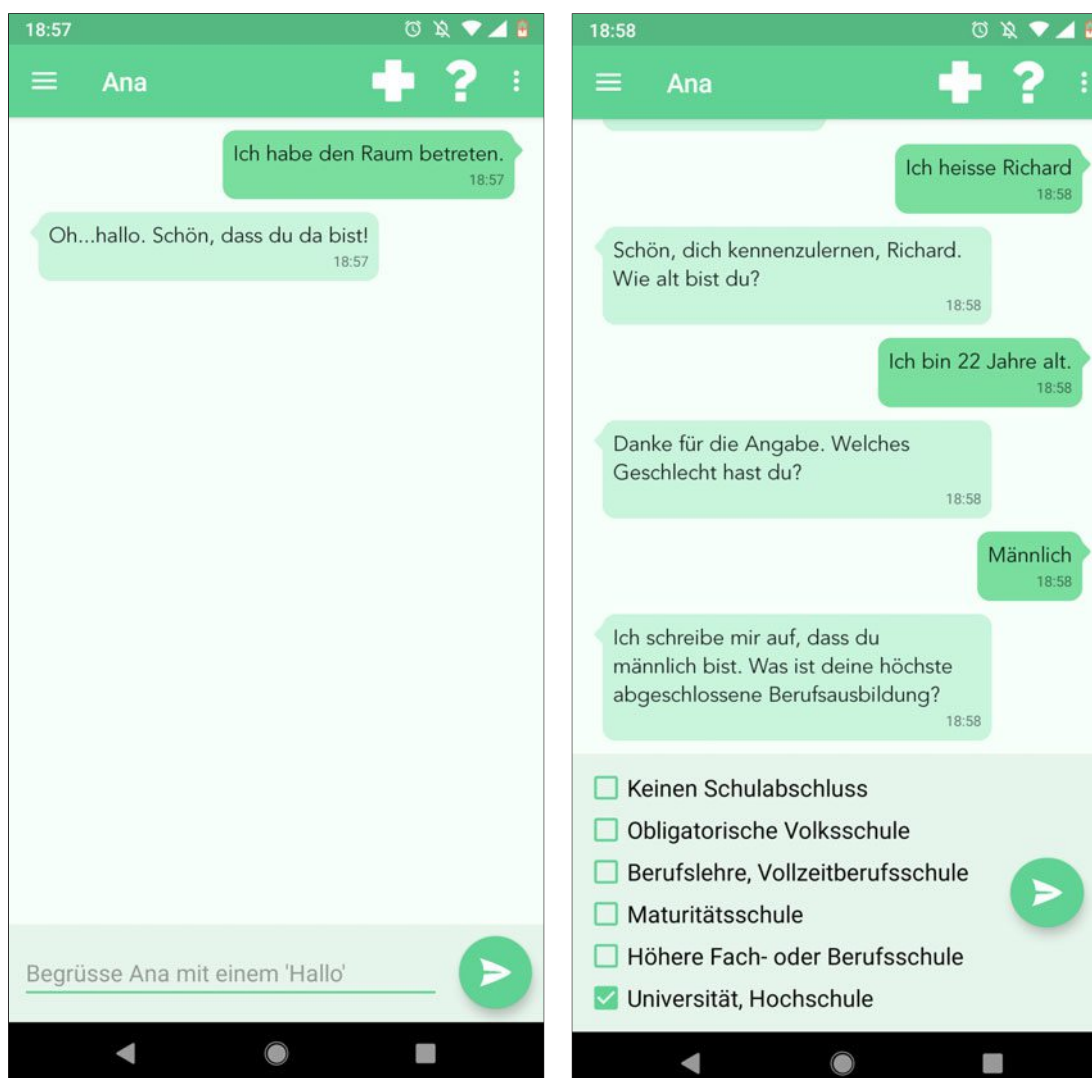 18:57
Ana
?
Ich habe den Raum betreten.
18:57
Oh...hallo. Schön, dass du da bist!
18:57
Begrüsse Ana mit einem 'Hallo'
18:58
Ana
?
Ich heisse Richard
18:58
Schön, dich kennenzulernen, Richard.
Wie alt bist du?
18:58
Ich bin 22 Jahre alt.
18:58
Danke für die Angabe. Welches
Geschlecht hast du?
18:58
Männlich
18:58
Ich schreibe mir auf, dass du
männlich bist. Was ist deine höchste
abgeschlossene Berufsausbildung?
18:58
Keinen Schulabschluss
Obligatorische Volksschule
Berufslehre, Vollzeitberufsschule
Maturitätsschule
Höhere Fach- oder Berufsschule
Universität, Hochschule